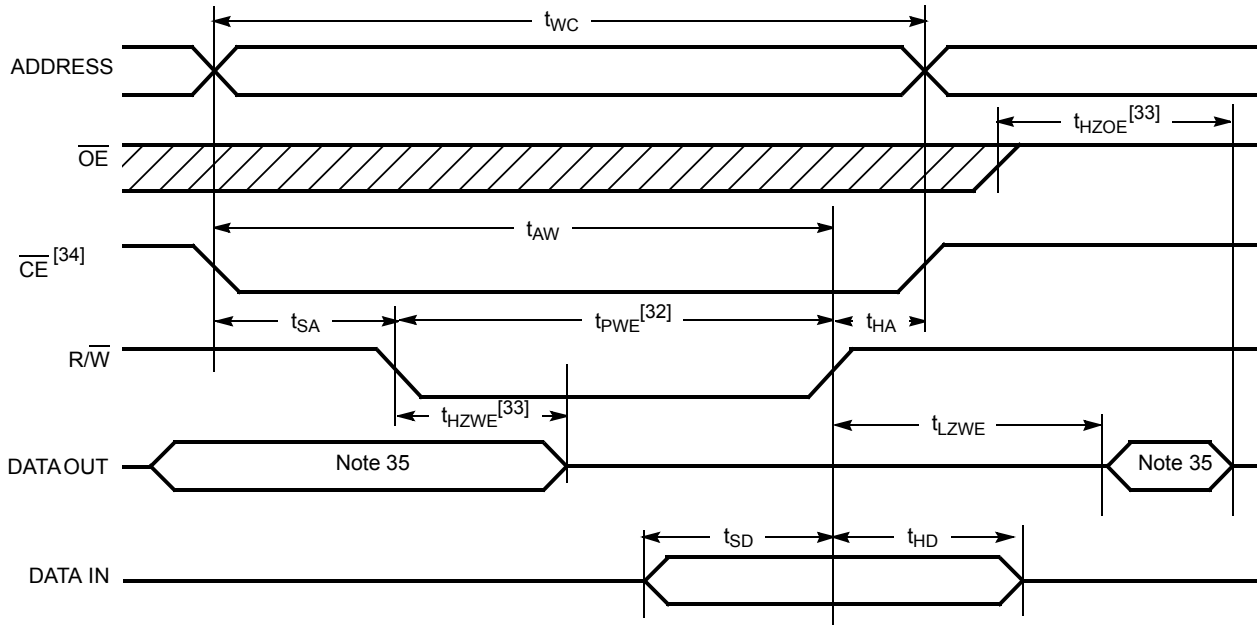 tWC
ADDRESS
tHZOE[33]
OE
tAW
CE [34]
tSA
tPWE[32]
tHA
R/W
tHZWE[33]
tLZWE
DATA OUT
Note 35
Note 35
tSD
tHD
DATA IN